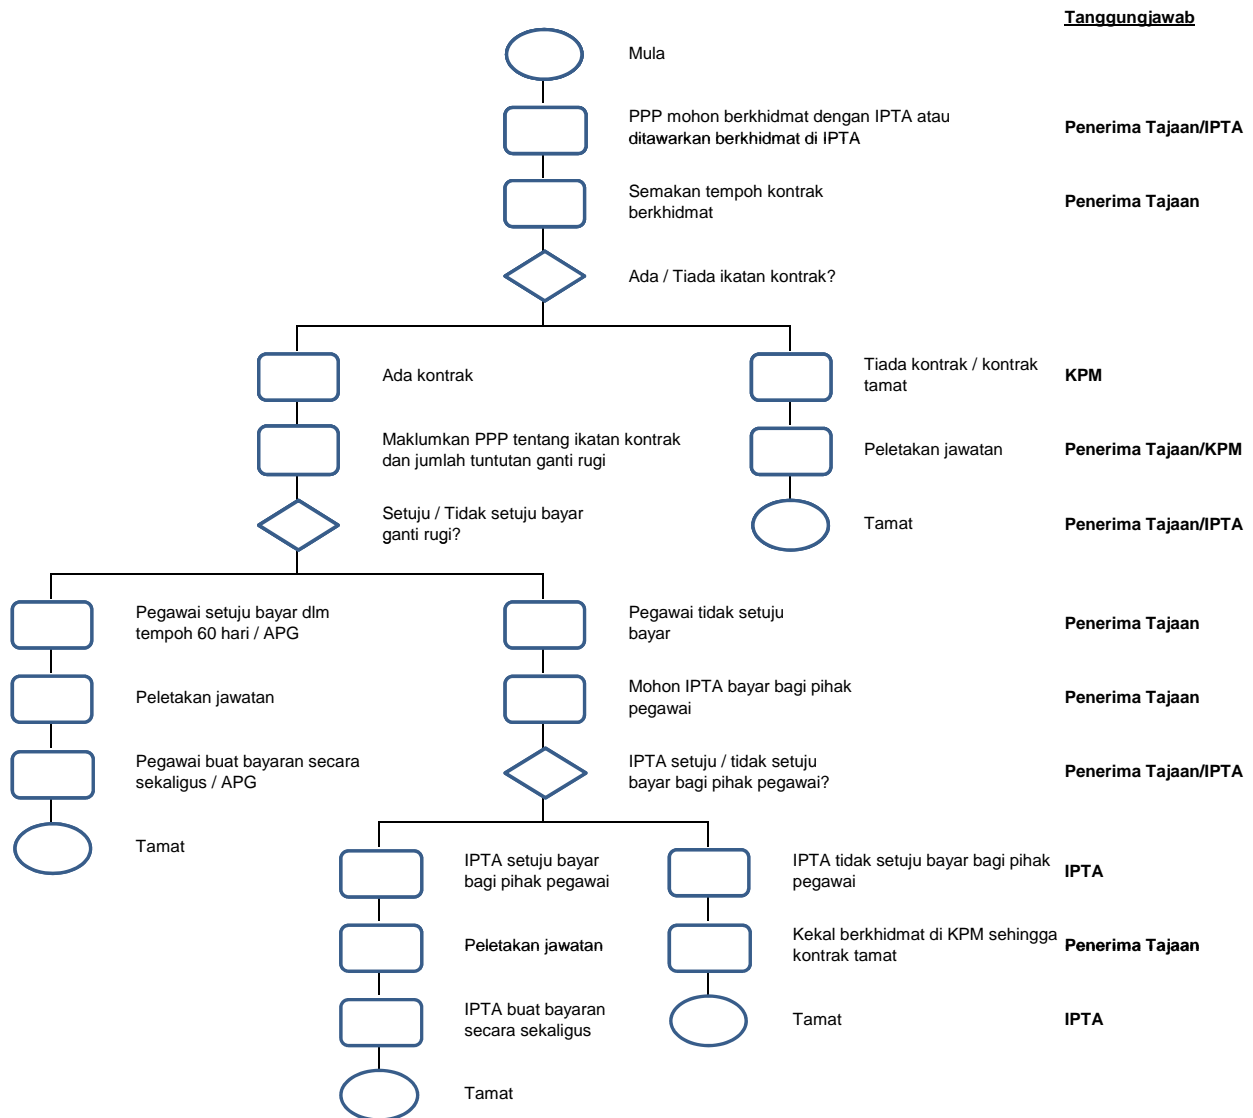 Tanggungjawab
Mula
PPP mohon berkhidmat dengan IPTA atau
ditawarkan berkhidmat di IPTA
Penerima Tajaan/IPTA
Semakan tempoh kontrak
berkhidmat
Penerima Tajaan
Ada / Tiada ikatan kontrak?
Ada kontrak
Tiada kontrak / kontrak
tamat
KPM
Maklumkan PPP tentang ikatan kontrak
dan jumlah tuntutan ganti rugi
Peletakan jawatan
Penerima Tajaan/KPM
Setuju / Tidak setuju bayar
ganti rugi?
Tamat
Penerima Tajaan/IPTA
Pegawai setuju bayar dlm
tempoh 60 hari / APG
Pegawai tidak setuju
bayar
Penerima Tajaan
Peletakan jawatan
Mohon IPTA bayar bagi pihak
pegawai
Penerima Tajaan
Pegawai buat bayaran secara
sekaligus / APG
IPTA setuju / tidak setuju
bayar bagi pihak pegawai?
Penerima Tajaan/IPTA
Tamat
IPTA setuju bayar
bagi pihak pegawai
IPTA tidak setuju bayar bagi pihak
pegawai
IPTA
Peletakan jawatan
Kekal berkhidmat di KPM sehingga
kontrak tamat
Penerima Tajaan
IPTA buat bayaran
secara sekaligus
Tamat
IPTA
Tamat